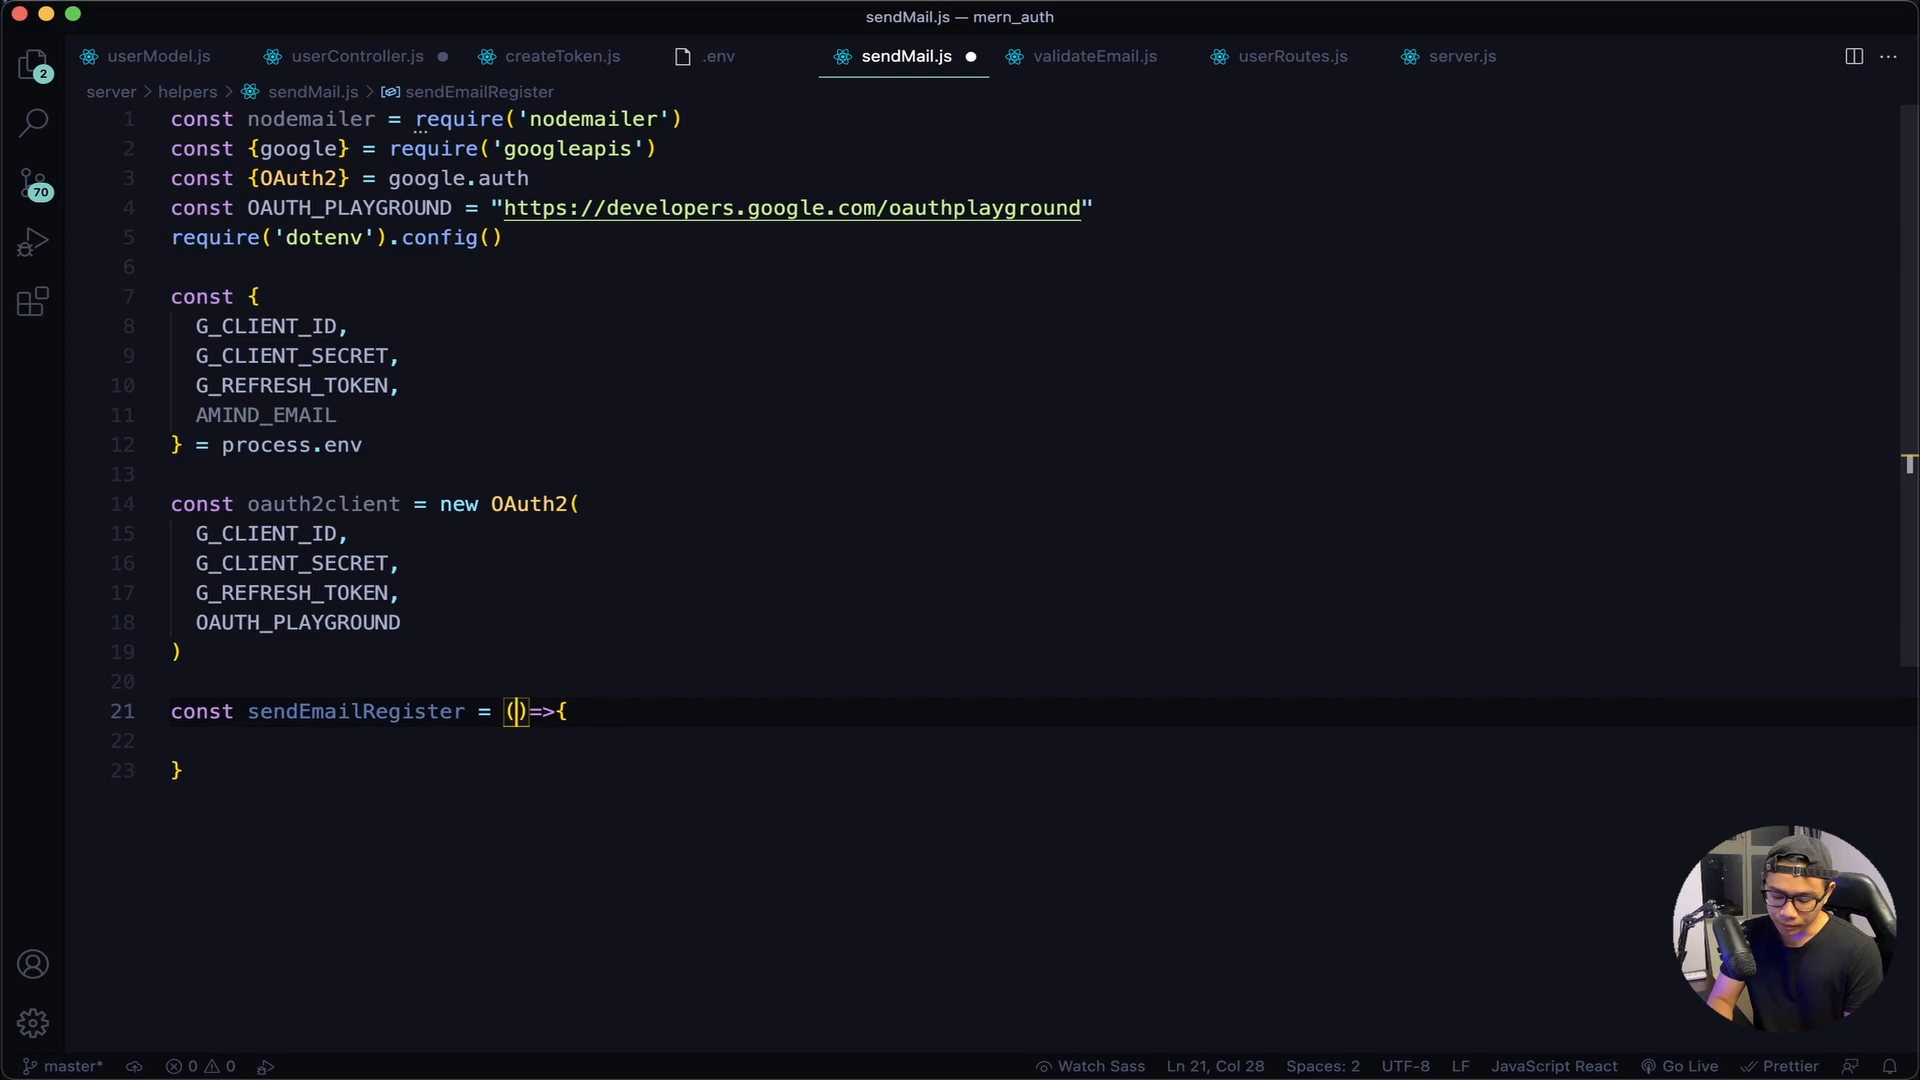 sendMail.js — mern_auth
userModel.js userController.js createToken.js .env sendMail.js validateEmail.js userRoutes.js server.js
server > helpers > sendMail.js > sendEmailRegister
1 const nodemailer = require('nodemailer')
2 const {google} = require('googleapis')
3 const {OAuth2} = google.auth
4 const OAUTH_PLAYGROUND = "https://developers.google.com/oauthplayground"
5 require('dotenv').config()
6
7 const {
8 G_CLIENT_ID,
9 G_CLIENT_SECRET,
10 G_REFRESH_TOKEN,
11 AMIND_EMAIL
12 } = process.env
13
14 const oauth2client = new OAuth2(
15 G_CLIENT_ID,
16 G_CLIENT_SECRET,
17 G_REFRESH_TOKEN,
18 OAUTH_PLAYGROUND
19 )
20
21 const sendEmailRegister = ()=>{
22
23 }
2
70
master* 0 0 Watch Sass Ln 21, Col 28 Spaces: 2 UTF-8 LF JavaScript React Go Live Prettier